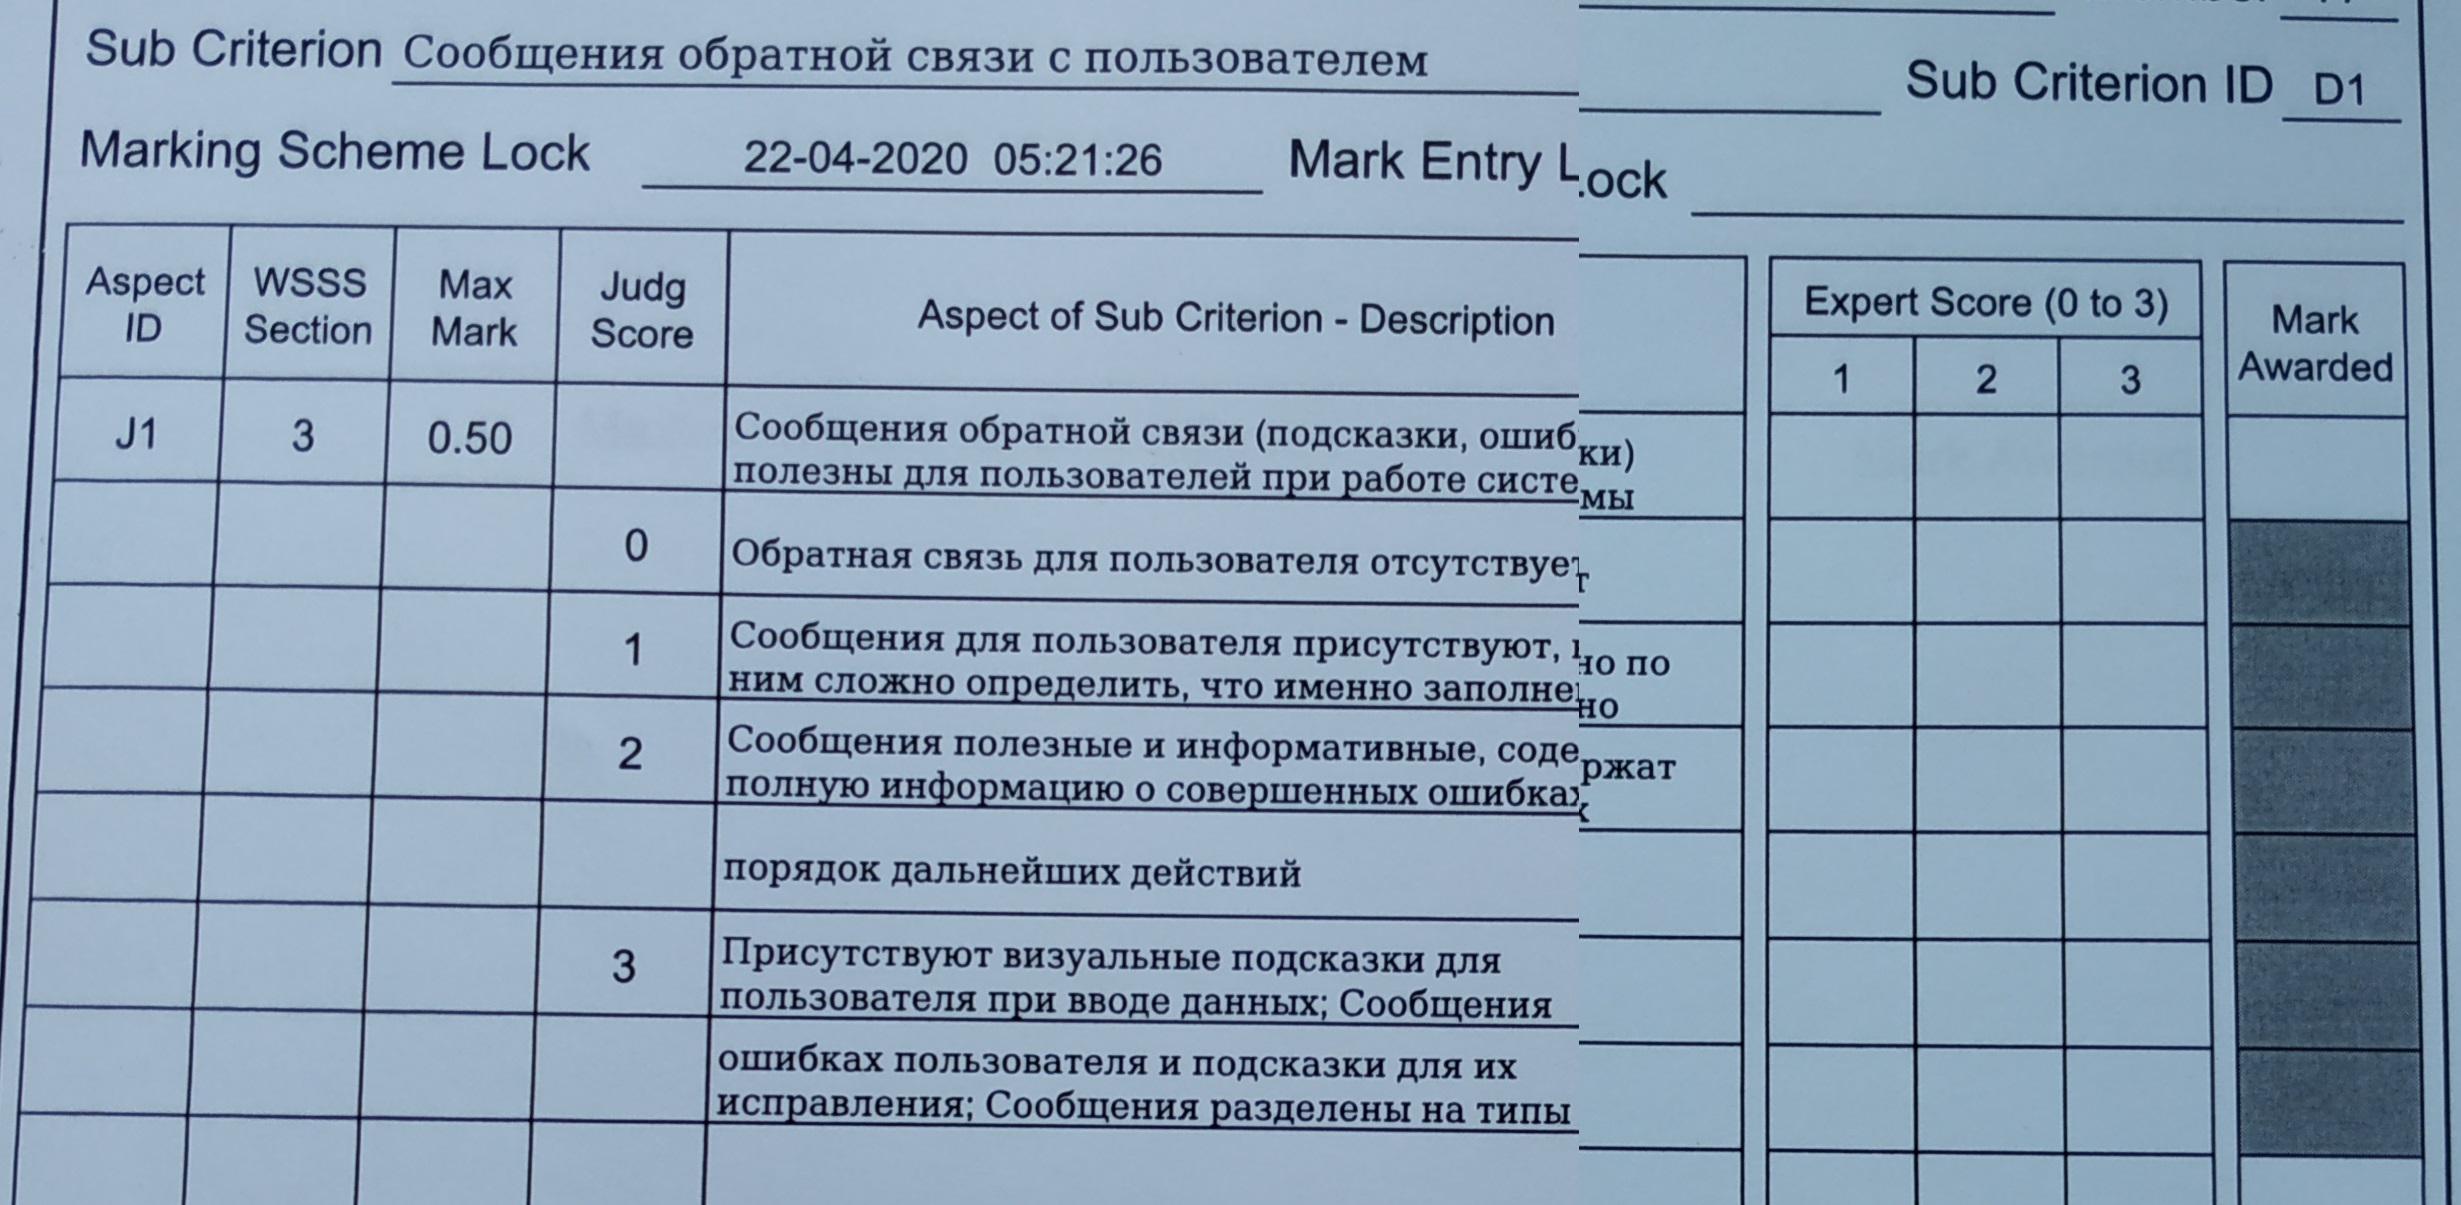 Sub Criterion Сообщения обратной связи с пользователем Sub Criterion ID D1
Marking Scheme Lock 22-04-2020 05:21:26 Mark Entry Lock
Aspect ID WSSS Section Max Mark Judg Score Aspect of Sub Criterion - Description Expert Score (0 to 3) Mark Awarded
1 2 3
J1 3 0.50 Сообщения обратной связи (подсказки, ошибки)
полезны для пользователей при работе системы
0 Обратная связь для пользователя отсутствует
1 Сообщения для пользователя присутствуют, но по
ним сложно определить, что именно заполнено
2 Сообщения полезные и информативные, содержат
полную информацию о совершенных ошибках
порядок дальнейших действий
3 Присутствуют визуальные подсказки для
пользователя при вводе данных; Сообщения
ошибках пользователя и подсказки для их
исправления; Сообщения разделены на типы